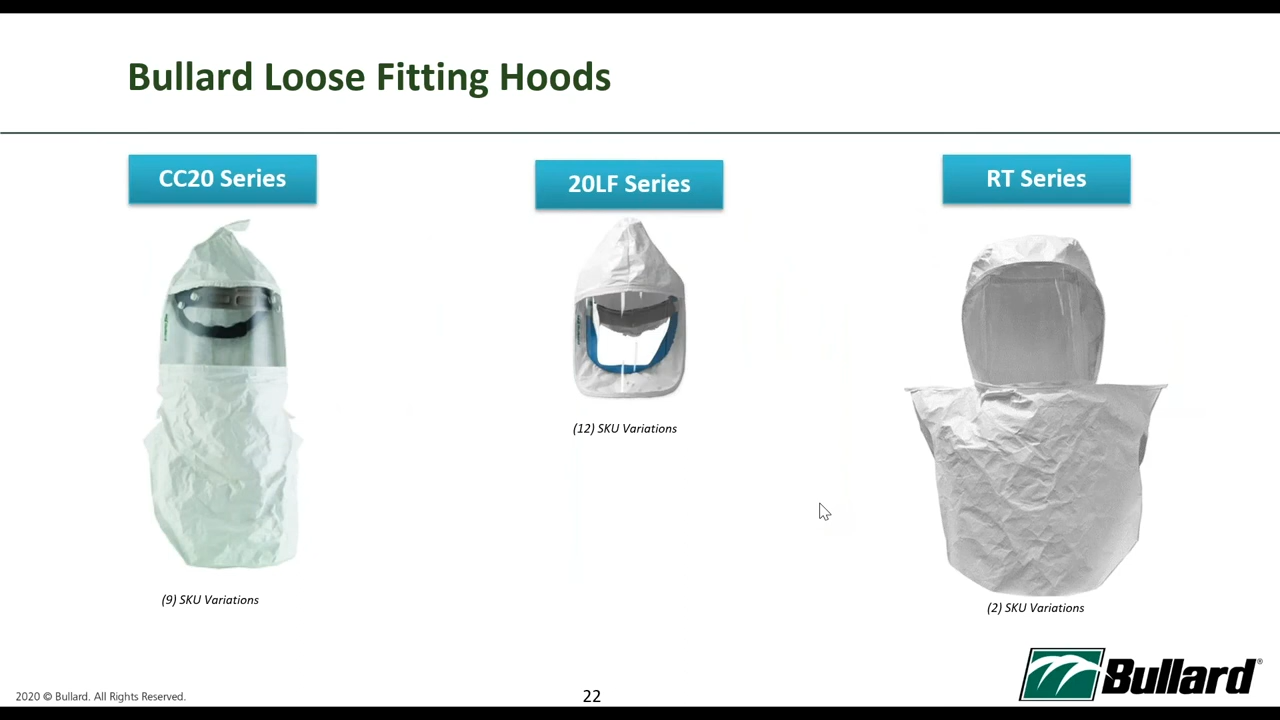 Bullard Loose Fitting Hoods
CC20 Series
20LF Series
RT Series
(12) SKU Variations
(9) SKU Variations
(2) SKU Variations
2020 © Bullard. All Rights Reserved.
22
Bullard®